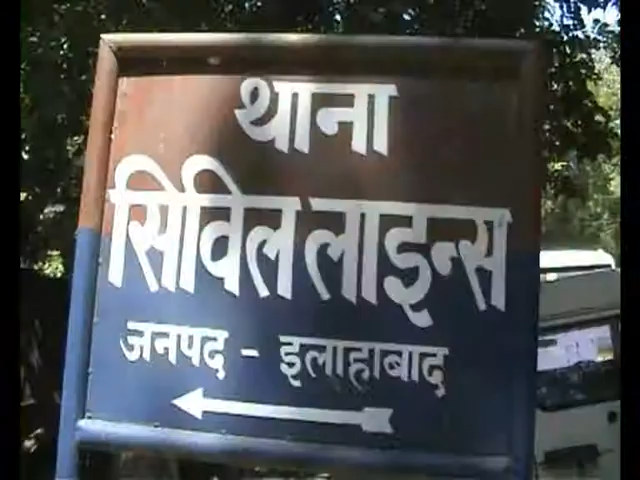 थाना
सिविल लाइन्स
जनपद - इलाहाबाद